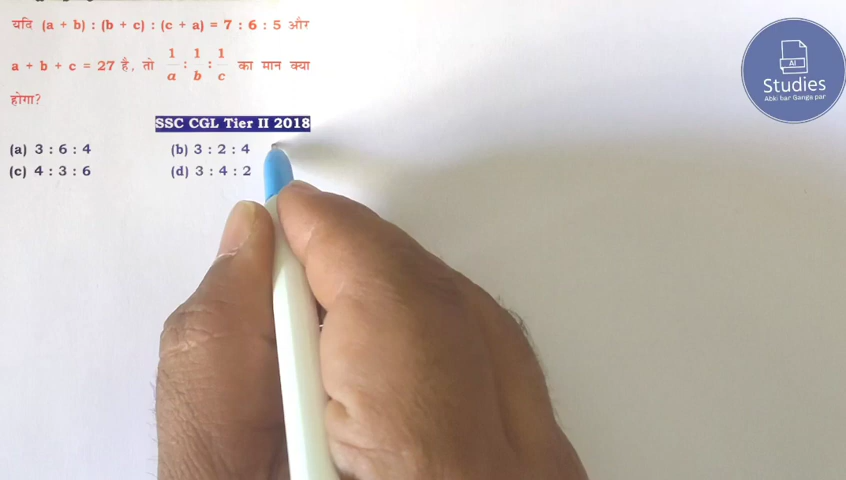 यदि (a + b) : (b + c) : (c + a) = 7 : 6 : 5 और
a + b + c = 27 है, तो 1/a : 1/b : 1/c का मान क्या
होगा?
SSC CGL Tier II 2018
(a) 3 : 6 : 4 (b) 3 : 2 : 4
(c) 4 : 3 : 6 (d) 3 : 4 : 2
AI
Studies
Abki bar Ganga par